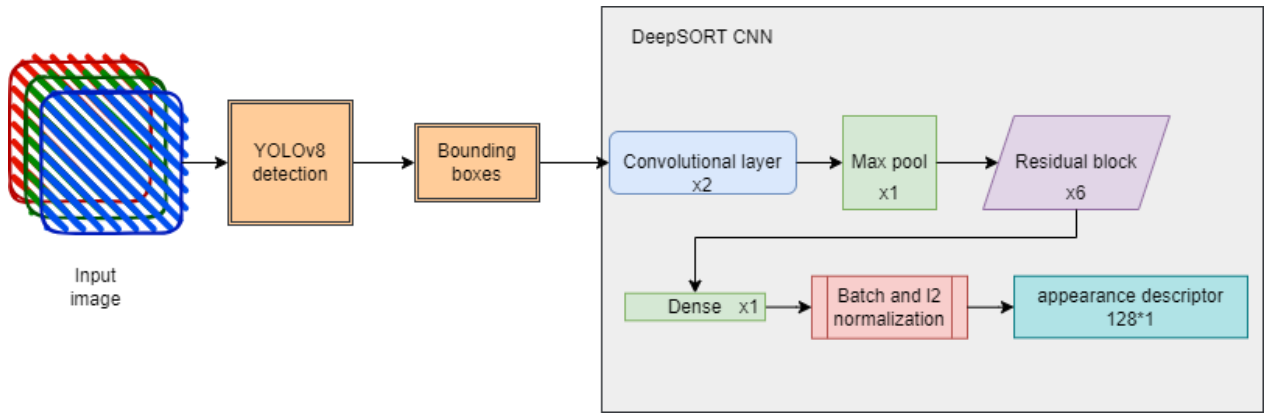 DeepSORT CNN
Input
image
YOLOv8
detection
Bounding
boxes
Convolutional layer
x2
Max pool
x1
Residual block
x6
Dense x1
Batch and l2
normalization
appearance descriptor
128*1